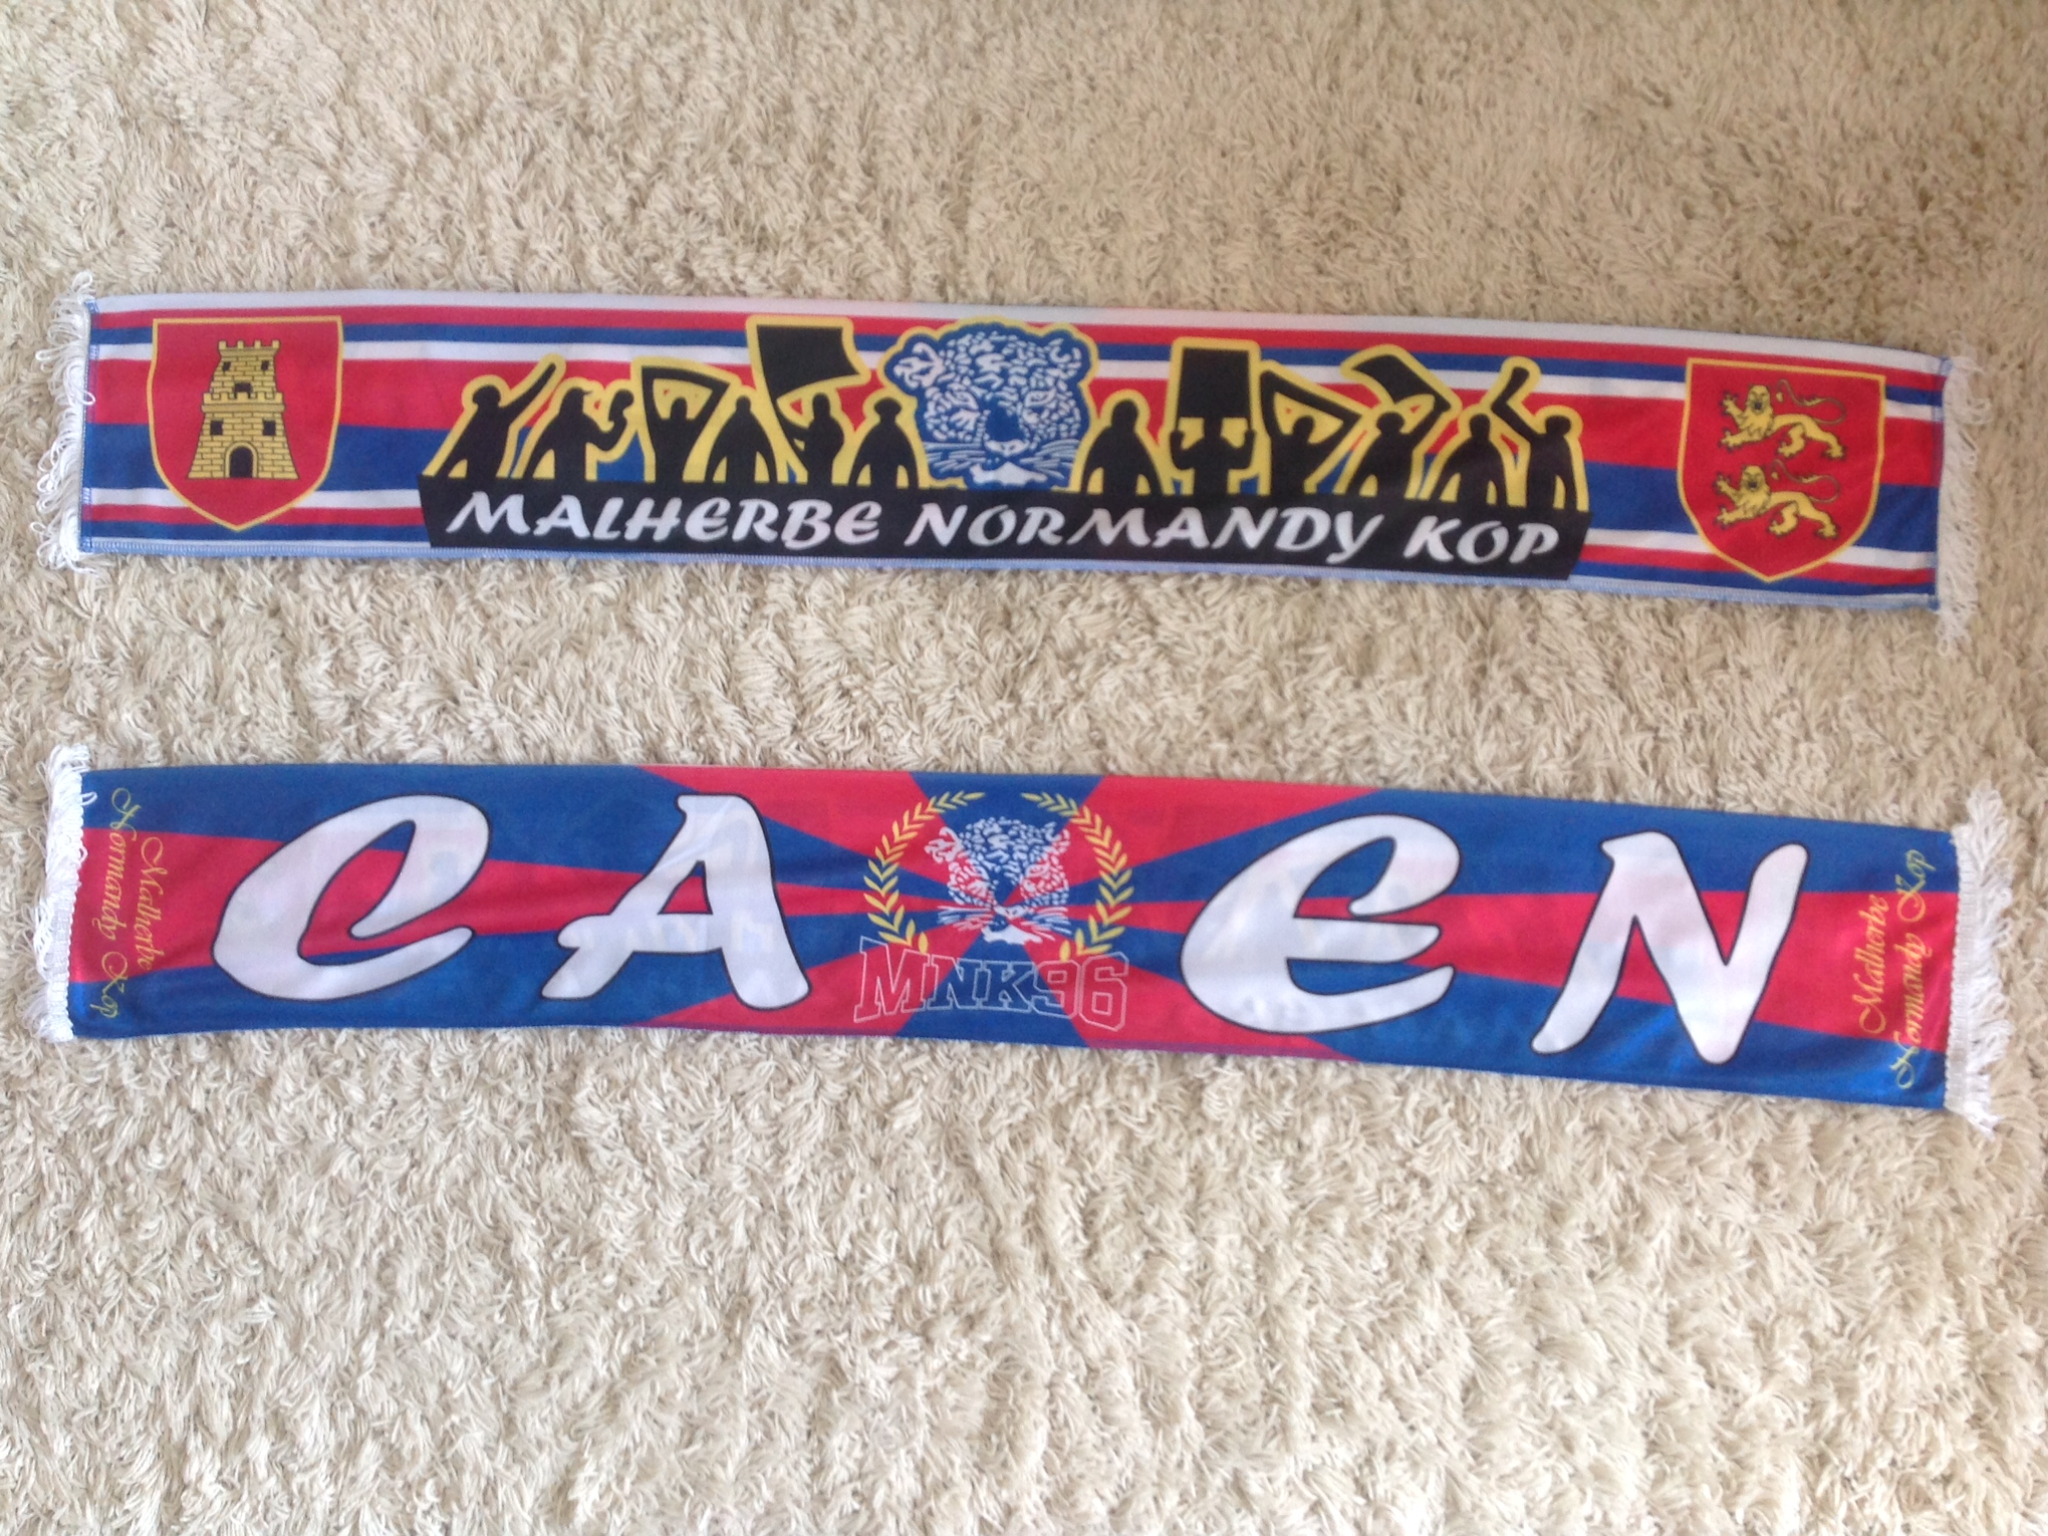 MALHERBE NORMANDY KOP
CAEN
MNK96
Malherbe
Normandy Kop
Malherbe
Normandy Kop